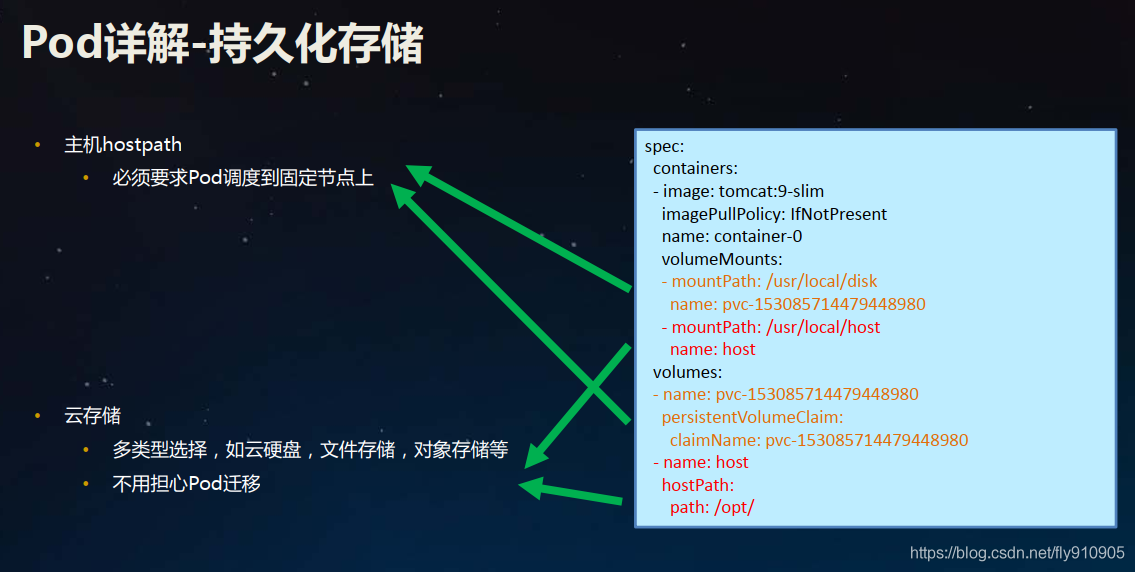 Pod详解-持久化存储
• 主机hostpath
• 必须要求Pod调度到固定节点上
• 云存储
• 多类型选择，如云硬盘，文件存储，对象存储等
• 不用担心Pod迁移
spec:
containers:
- image: tomcat:9-slim
imagePullPolicy: IfNotPresent
name: container-0
volumeMounts:
- mountPath: /usr/local/disk
name: pvc-153085714479448980
- mountPath: /usr/local/host
name: host
volumes:
- name: pvc-153085714479448980
persistentVolumeClaim:
claimName: pvc-153085714479448980
- name: host
hostPath:
path: /opt/
https://blog.csdn.net/fly910905